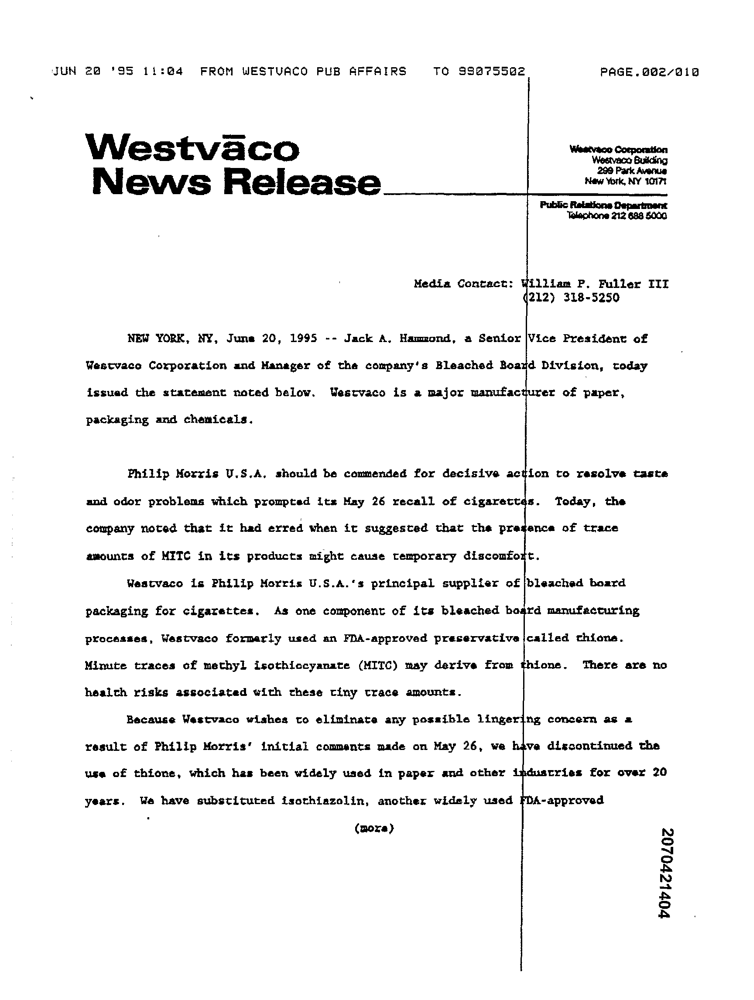 JUN 20 '95 11:04 FROM WESTVACO PUB AFFAIRS TO 99075502 PAGE.002/010
Westvāco
News Release
Westvaco Corporation
Westvaco Building
299 Park Avenue
New York, NY 10171
Public Relations Department
Telephone 212 688 5000
Media Contact: William P. Fuller III
(212) 318-5250
NEW YORK, NY, June 20, 1995 -- Jack A. Hammond, a Senior Vice President of
Westvaco Corporation and Manager of the company's Bleached Board Division, today
issued the statement noted below. Westvaco is a major manufacturer of paper,
packaging and chemicals.
Philip Morris U.S.A. should be commended for decisive action to resolve taste
and odor problems which prompted its May 26 recall of cigarettes. Today, the
company noted that it had erred when it suggested that the presence of trace
amounts of MITC in its products might cause temporary discomfort.
Westvaco is Philip Morris U.S.A.'s principal supplier of bleached board
packaging for cigarettes. As one component of its bleached board manufacturing
processes, Westvaco formerly used an FDA-approved preservative called thione.
Minute traces of methyl isothiocyanate (MITC) may derive from thione. There are no
health risks associated with these tiny trace amounts.
Because Westvaco wishes to eliminate any possible lingering concern as a
result of Philip Morris' initial comments made on May 26, we have discontinued the
use of thione, which has been widely used in paper and other industries for over 20
years. We have substituted isothiazolin, another widely used FDA-approved
(more)
2070421404